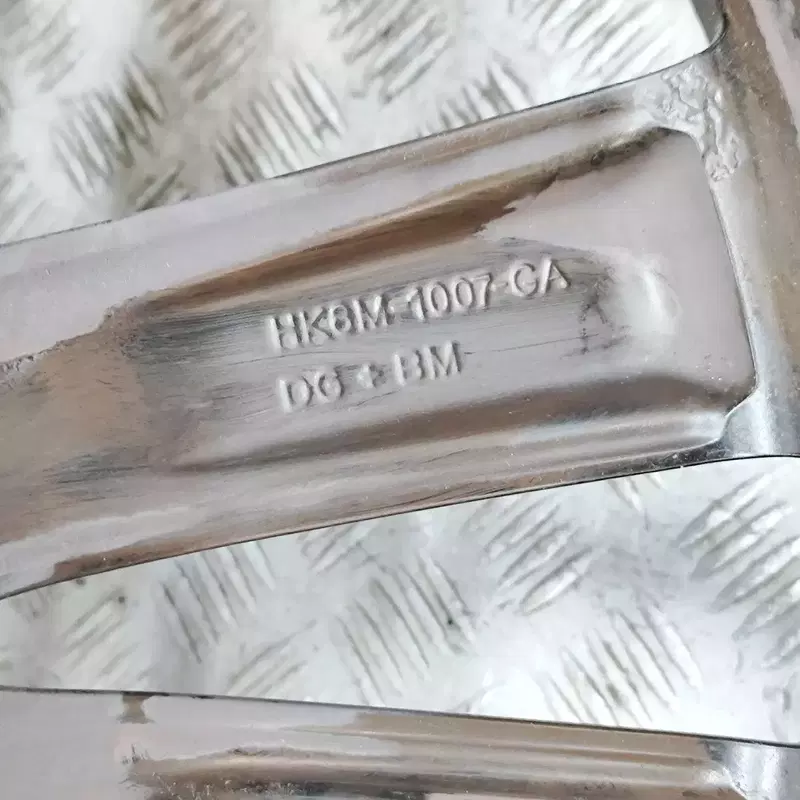 HK8M-1007-CA
DG + BM